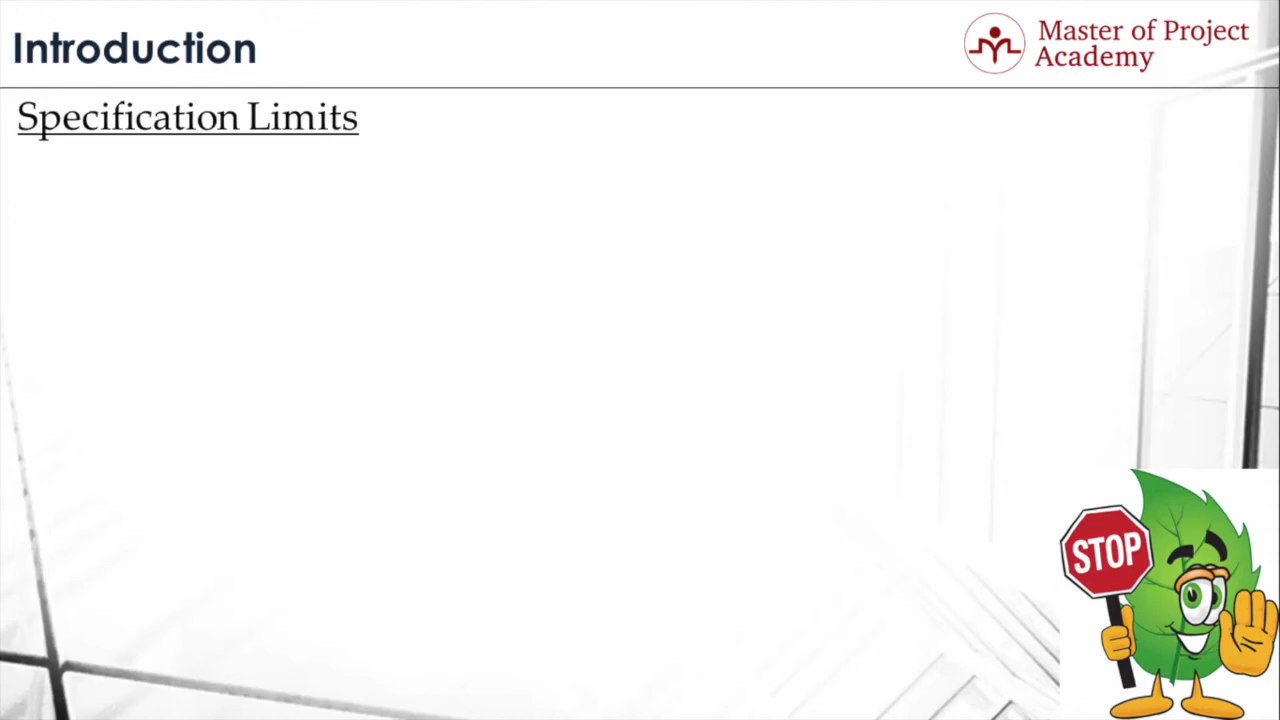 Introduction
Master of Project
Academy
Specification Limits
STOP